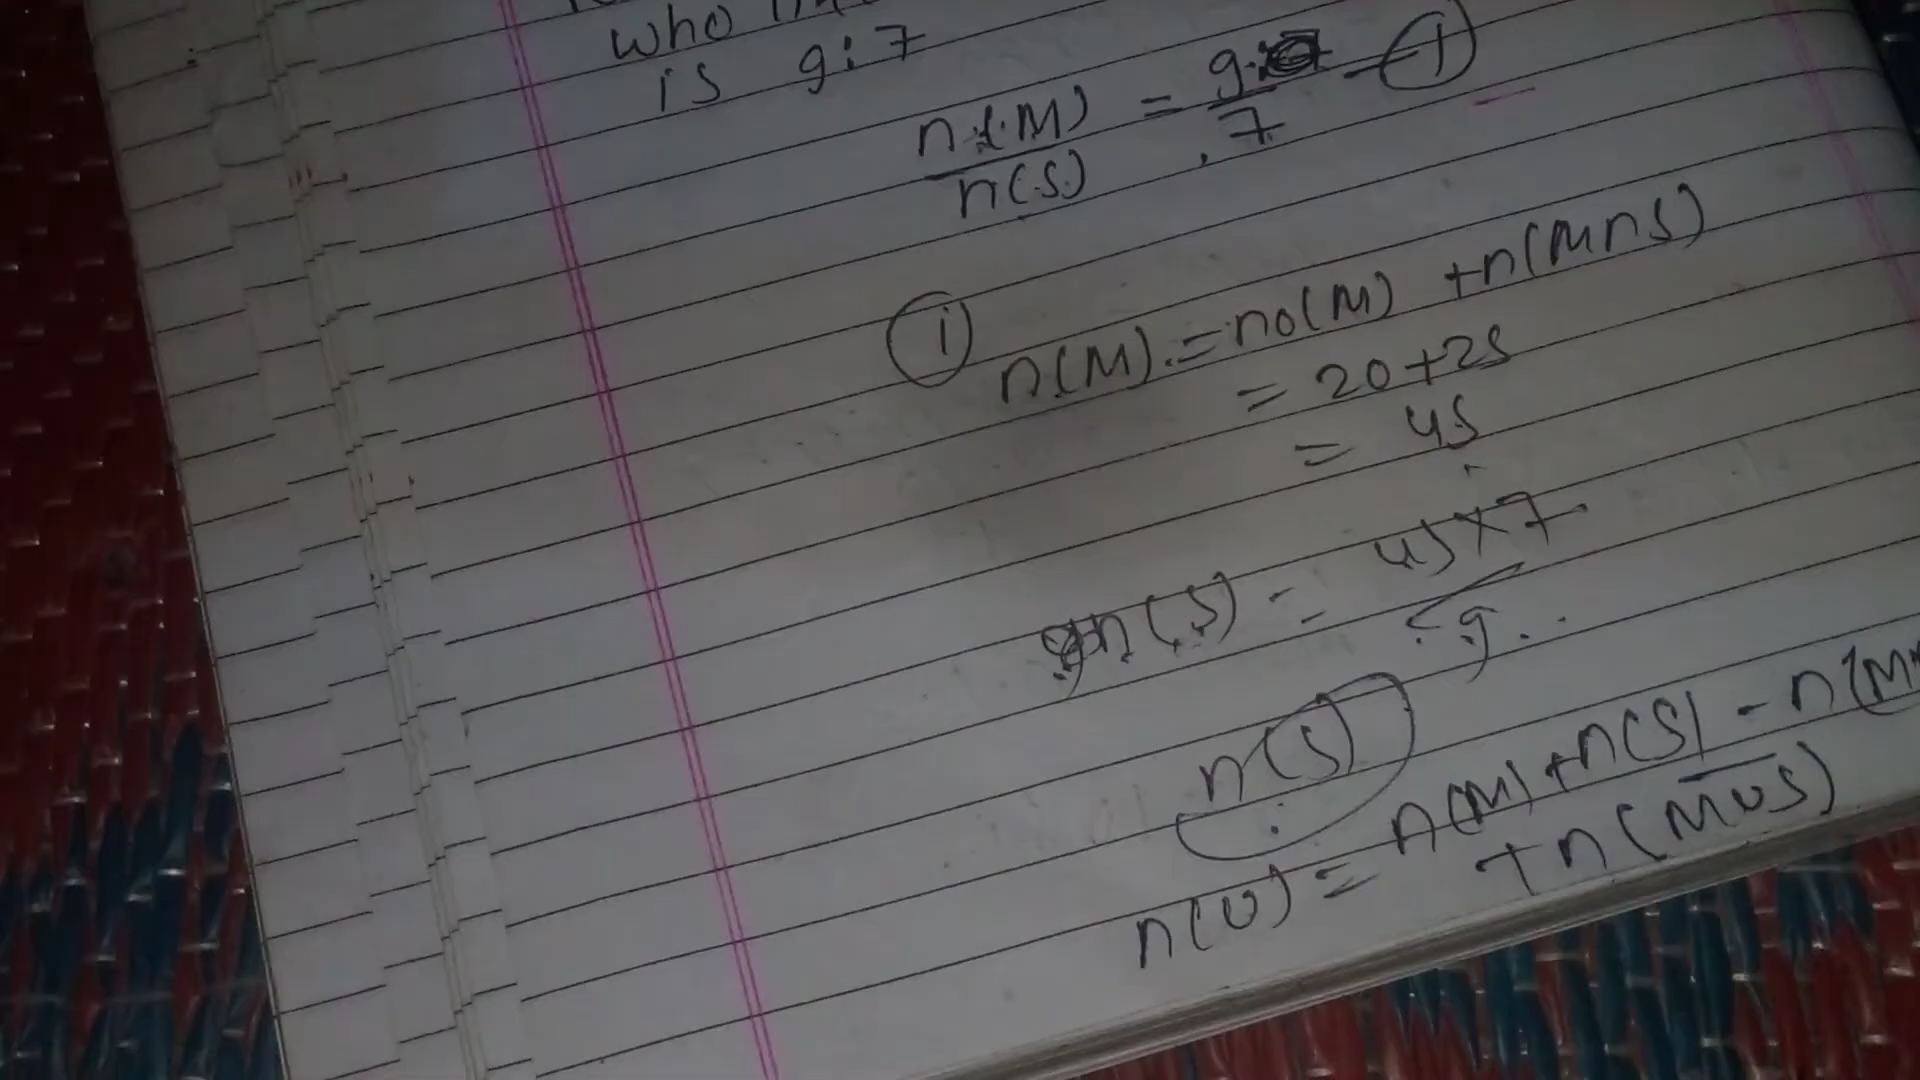 who
is 9:7
n(M) / n(S) = 9 / 7 — 1
i n(M) = no(M) + n(M∩S)
= 20+25
= 45
n(S) = 45×7 / 9
n(S)
n(U) = n(M) + n(S) - n(M
+ n(M̅U̅S̅)